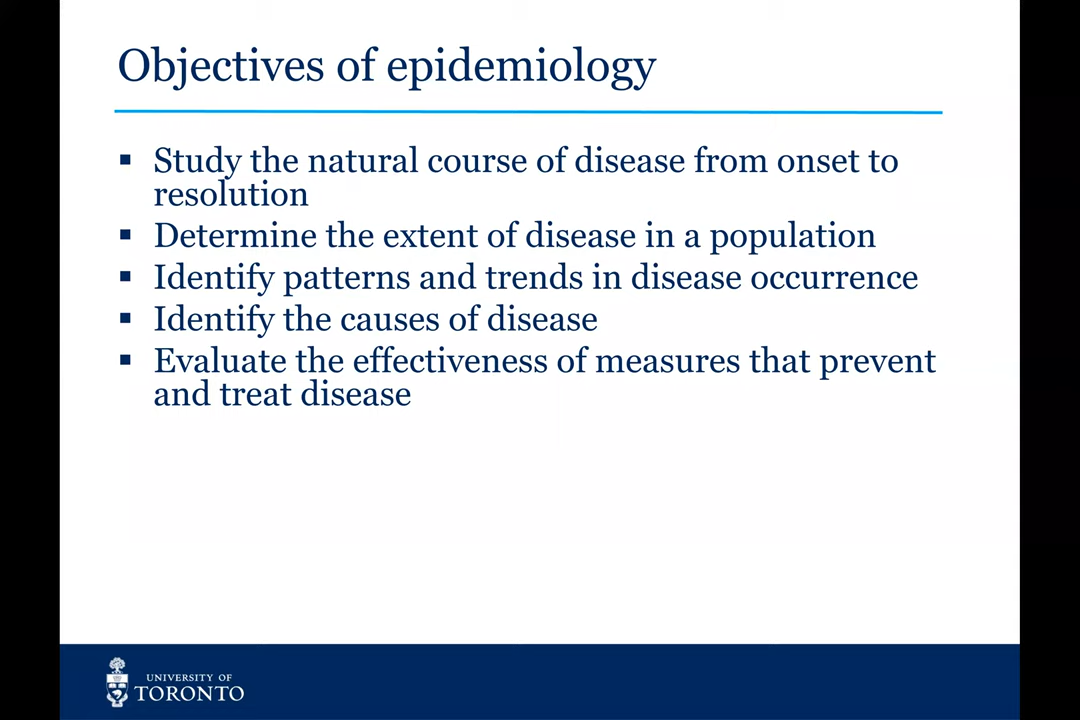 Objectives of epidemiology
▪ Study the natural course of disease from onset to
resolution
▪ Determine the extent of disease in a population
▪ Identify patterns and trends in disease occurrence
▪ Identify the causes of disease
▪ Evaluate the effectiveness of measures that prevent
and treat disease
UNIVERSITY OF
TORONTO